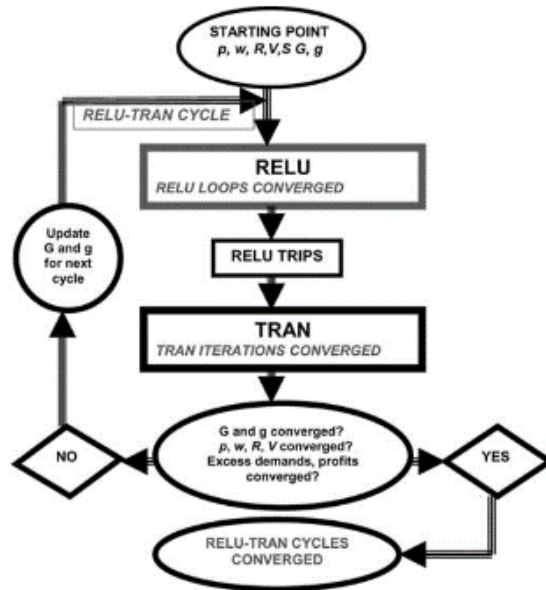 STARTING POINT
p, w, R,V,S G, g
RELU-TRAN CYCLE
RELU
RELU LOOPS CONVERGED
Update
G and g
for next
cycle
RELU TRIPS
TRAN
TRAN ITERATIONS CONVERGED
G and g converged?
p, w, R, V converged?
Excess demands, profits
converged?
NO
YES
RELU-TRAN CYCLES
CONVERGED